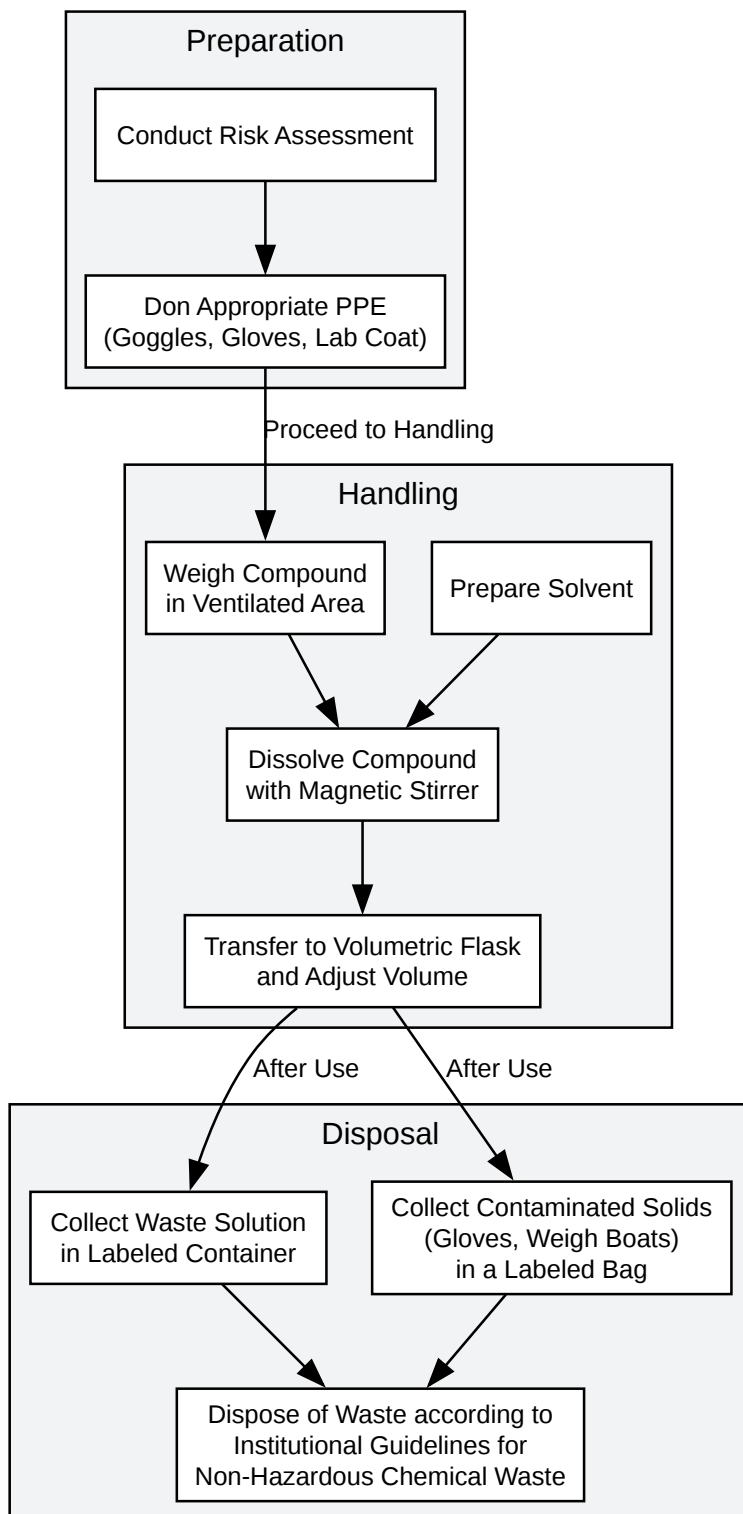 Preparation
Conduct Risk Assessment
Don Appropriate PPE
(Goggles, Gloves, Lab Coat)
Proceed to Handling
Handling
Weigh Compound
in Ventilated Area
Prepare Solvent
Dissolve Compound
with Magnetic Stirrer
Transfer to Volumetric Flask
and Adjust Volume
After Use
After Use
Disposal
Collect Waste Solution
in Labeled Container
Collect Contaminated Solids
(Gloves, Weigh Boats)
in a Labeled Bag
Dispose of Waste according to
Institutional Guidelines for
Non-Hazardous Chemical Waste